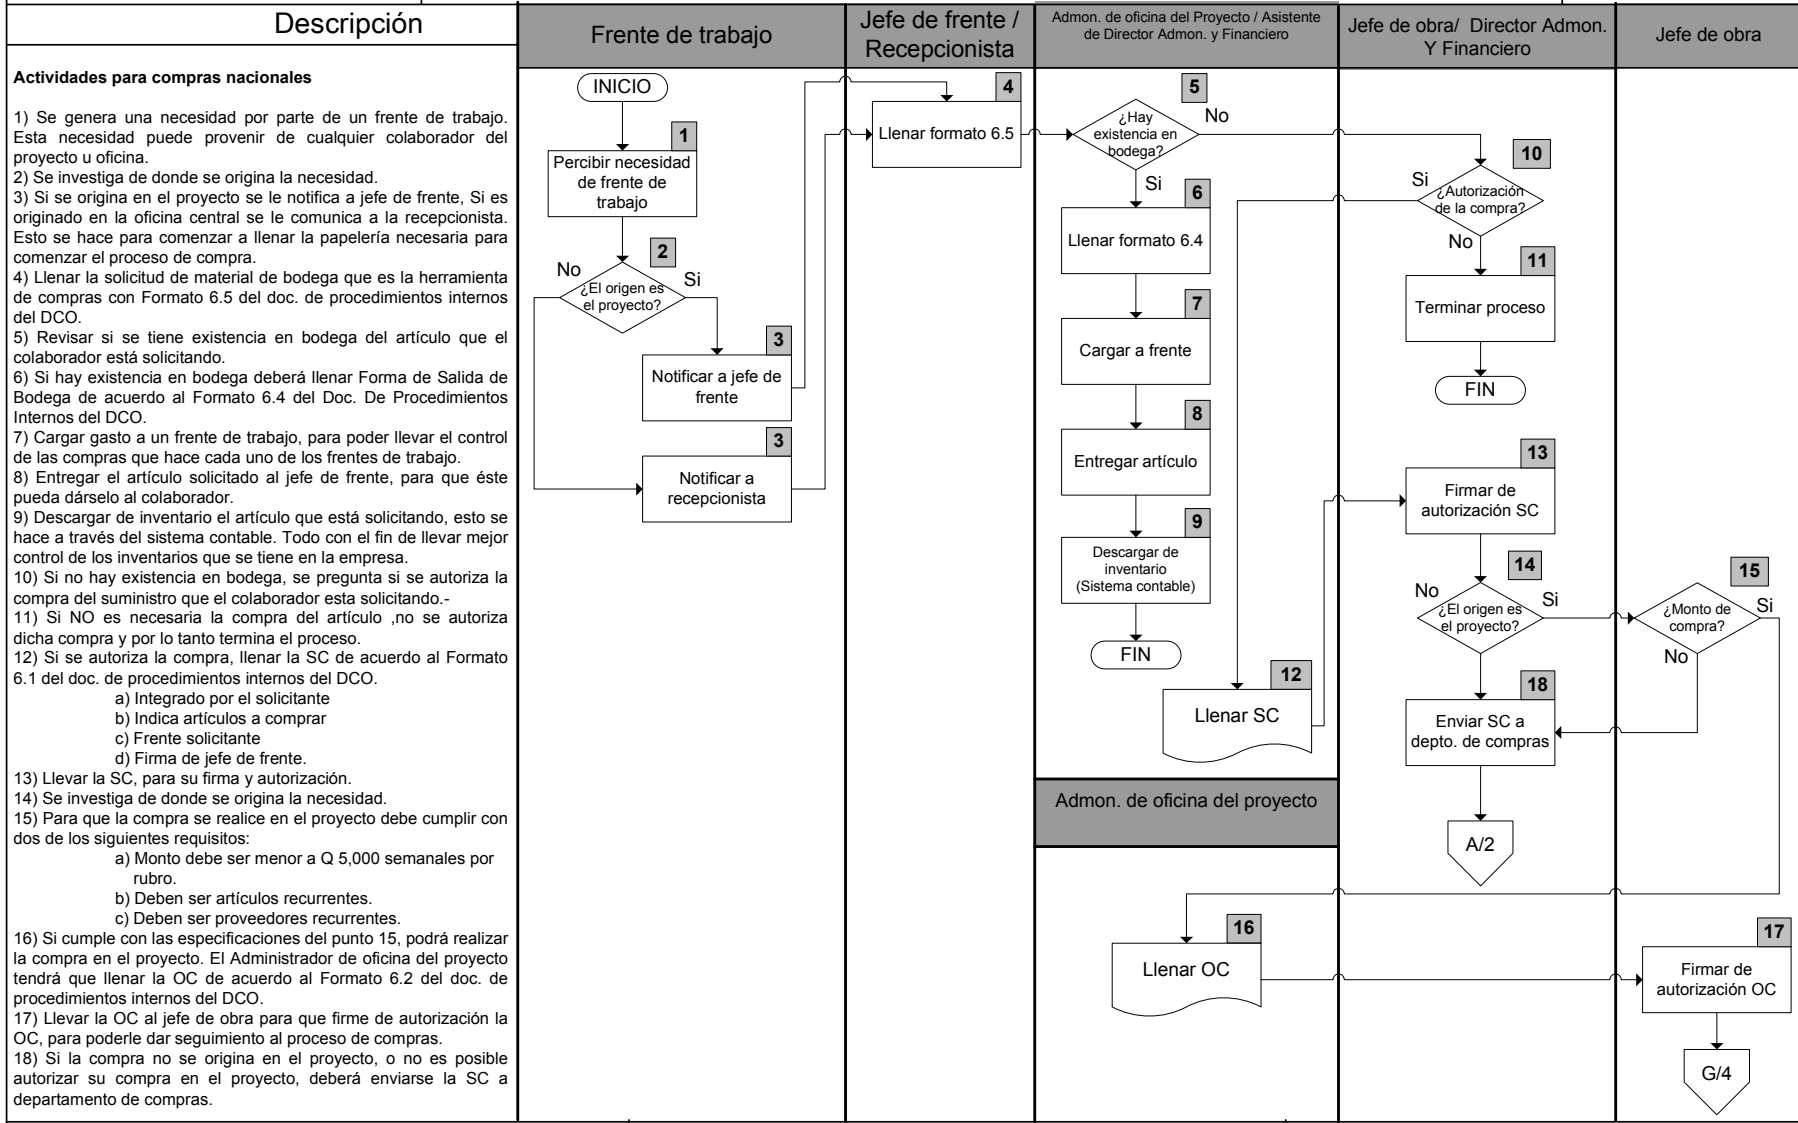 Descripción
Frente de trabajo
Jefe de frente /
Recepcionista
Admon. de oficina del Proyecto / Asistente
de Director Admon. y Financiero
Jefe de obra/ Director Admon.
Y Financiero
Jefe de obra
Actividades para compras nacionales
1) Se genera una necesidad por parte de un frente de trabajo.
Esta necesidad puede provenir de cualquier colaborador del
proyecto u oficina.
2) Se investiga de donde se origina la necesidad.
3) Si se origina en el proyecto se le notifica a jefe de frente, Si es
originado en la oficina central se le comunica a la recepcionista.
Esto se hace para comenzar a llenar la papelería necesaria para
comenzar el proceso de compra.
4) Llenar la solicitud de material de bodega que es la herramienta
de compras con Formato 6.5 del doc. de procedimientos internos
del DCO.
5) Revisar si se tiene existencia en bodega del artículo que el
colaborador está solicitando.
6) Si hay existencia en bodega deberá llenar Forma de Salida de
Bodega de acuerdo al Formato 6.4 del Doc. De Procedimientos
Internos del DCO.
7) Cargar gasto a un frente de trabajo, para poder llevar el control
de las compras que hace cada uno de los frentes de trabajo.
8) Entregar el artículo solicitado al jefe de frente, para que éste
pueda dárselo al colaborador.
9) Descargar de inventario el artículo que está solicitando, esto se
hace a través del sistema contable. Todo con el fin de llevar mejor
control de los inventarios que se tiene en la empresa.
10) Si no hay existencia en bodega, se pregunta si se autoriza la
compra del suministro que el colaborador esta solicitando.-
11) Si NO es necesaria la compra del artículo ,no se autoriza
dicha compra y por lo tanto termina el proceso.
12) Si se autoriza la compra, llenar la SC de acuerdo al Formato
6.1 del doc. de procedimientos internos del DCO.
a) Integrado por el solicitante
b) Indica artículos a comprar
c) Frente solicitante
d) Firma de jefe de frente.
13) Llevar la SC, para su firma y autorización.
14) Se investiga de donde se origina la necesidad.
15) Para que la compra se realice en el proyecto debe cumplir con
dos de los siguientes requisitos:
a) Monto debe ser menor a Q 5,000 semanales por
rubro.
b) Deben ser artículos recurrentes.
c) Deben ser proveedores recurrentes.
16) Si cumple con las especificaciones del punto 15, podrá realizar
la compra en el proyecto. El Administrador de oficina del proyecto
tendrá que llenar la OC de acuerdo al Formato 6.2 del doc. de
procedimientos internos del DCO.
17) Llevar la OC al jefe de obra para que firme de autorización la
OC, para poderle dar seguimiento al proceso de compras.
18) Si la compra no se origina en el proyecto, o no es posible
autorizar su compra en el proyecto, deberá enviarse la SC a
departamento de compras.
INICIO
1
Percibir necesidad
de frente de
trabajo
2
No
Si
¿El origen es
el proyecto?
3
Notificar a jefe de
frente
3
Notificar a
recepcionista
4
Llenar formato 6.5
5
¿Hay
existencia en
bodega?
No
Si
6
Llenar formato 6.4
7
Cargar a frente
8
Entregar artículo
9
Descargar de
inventario
(Sistema contable)
FIN
12
Llenar SC
Admon. de oficina del proyecto
16
Llenar OC
10
Si
¿Autorización
de la compra?
No
11
Terminar proceso
FIN
13
Firmar de
autorización SC
14
No
Si
¿El origen es
el proyecto?
18
Enviar SC a
depto. de compras
A/2
15
¿Monto de
compra?
Si
No
17
Firmar de
autorización OC
G/4